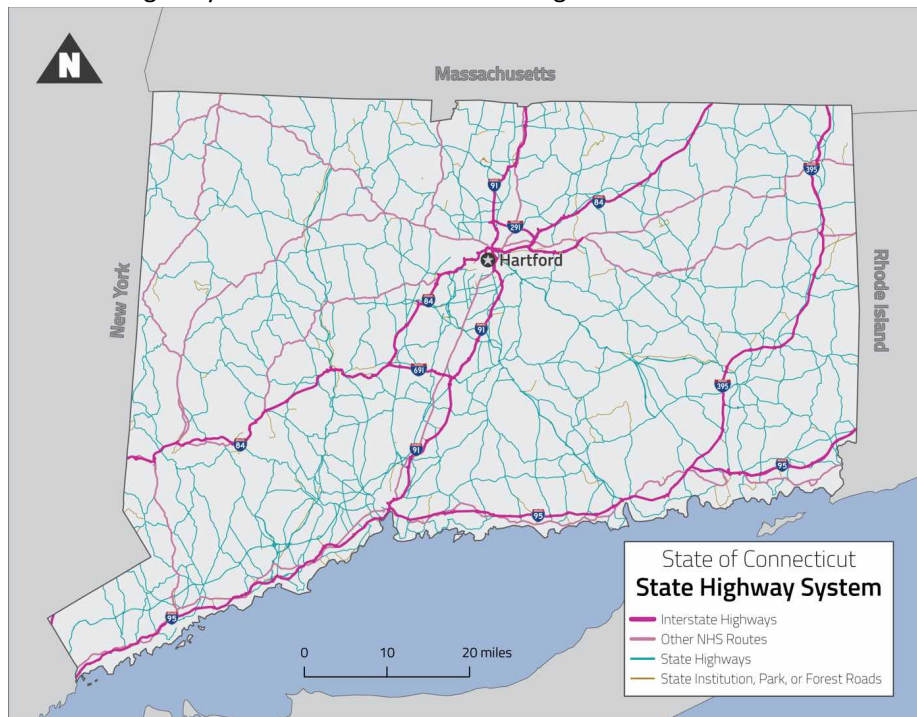 N
Massachusetts
395
91
84
291
Hartford
New York
Rhode Island
84
91
691
395
84
91
95
95
95
State of Connecticut
State Highway System
Interstate Highways
Other NHS Routes
State Highways
State Institution, Park, or Forest Roads
0 10 20 miles